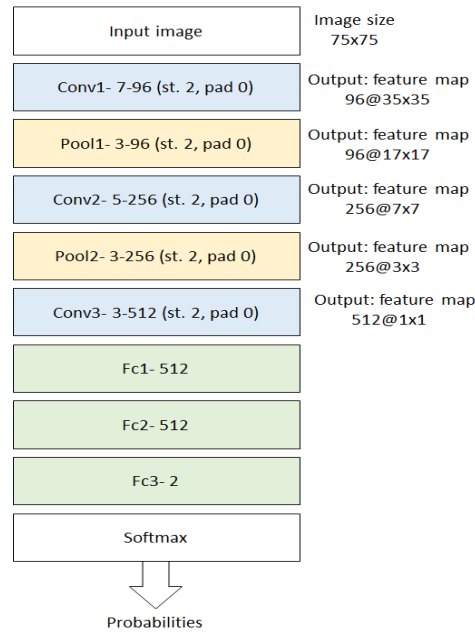 Input image
Image size
75x75
Conv1- 7-96 (st. 2, pad 0)
Output: feature map
96@35x35
Pool1- 3-96 (st. 2, pad 0)
Output: feature map
96@17x17
Conv2- 5-256 (st. 2, pad 0)
Output: feature map
256@7x7
Pool2- 3-256 (st. 2, pad 0)
Output: feature map
256@3x3
Conv3- 3-512 (st. 2, pad 0)
Output: feature map
512@1x1
Fc1- 512
Fc2- 512
Fc3- 2
Softmax
Probabilities